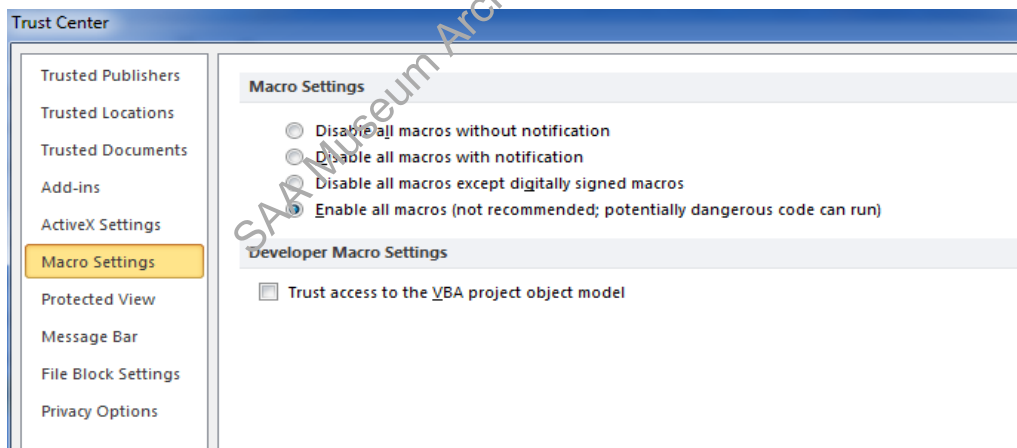 Trust Center
Trusted Publishers
Trusted Locations
Trusted Documents
Add-ins
ActiveX Settings
Macro Settings
Protected View
Message Bar
File Block Settings
Privacy Options
Macro Settings
Disable all macros without notification
Disable all macros with notification
Disable all macros except digitally signed macros
Enable all macros (not recommended; potentially dangerous code can run)
Developer Macro Settings
Trust access to the VBA project object model
SAA Museum